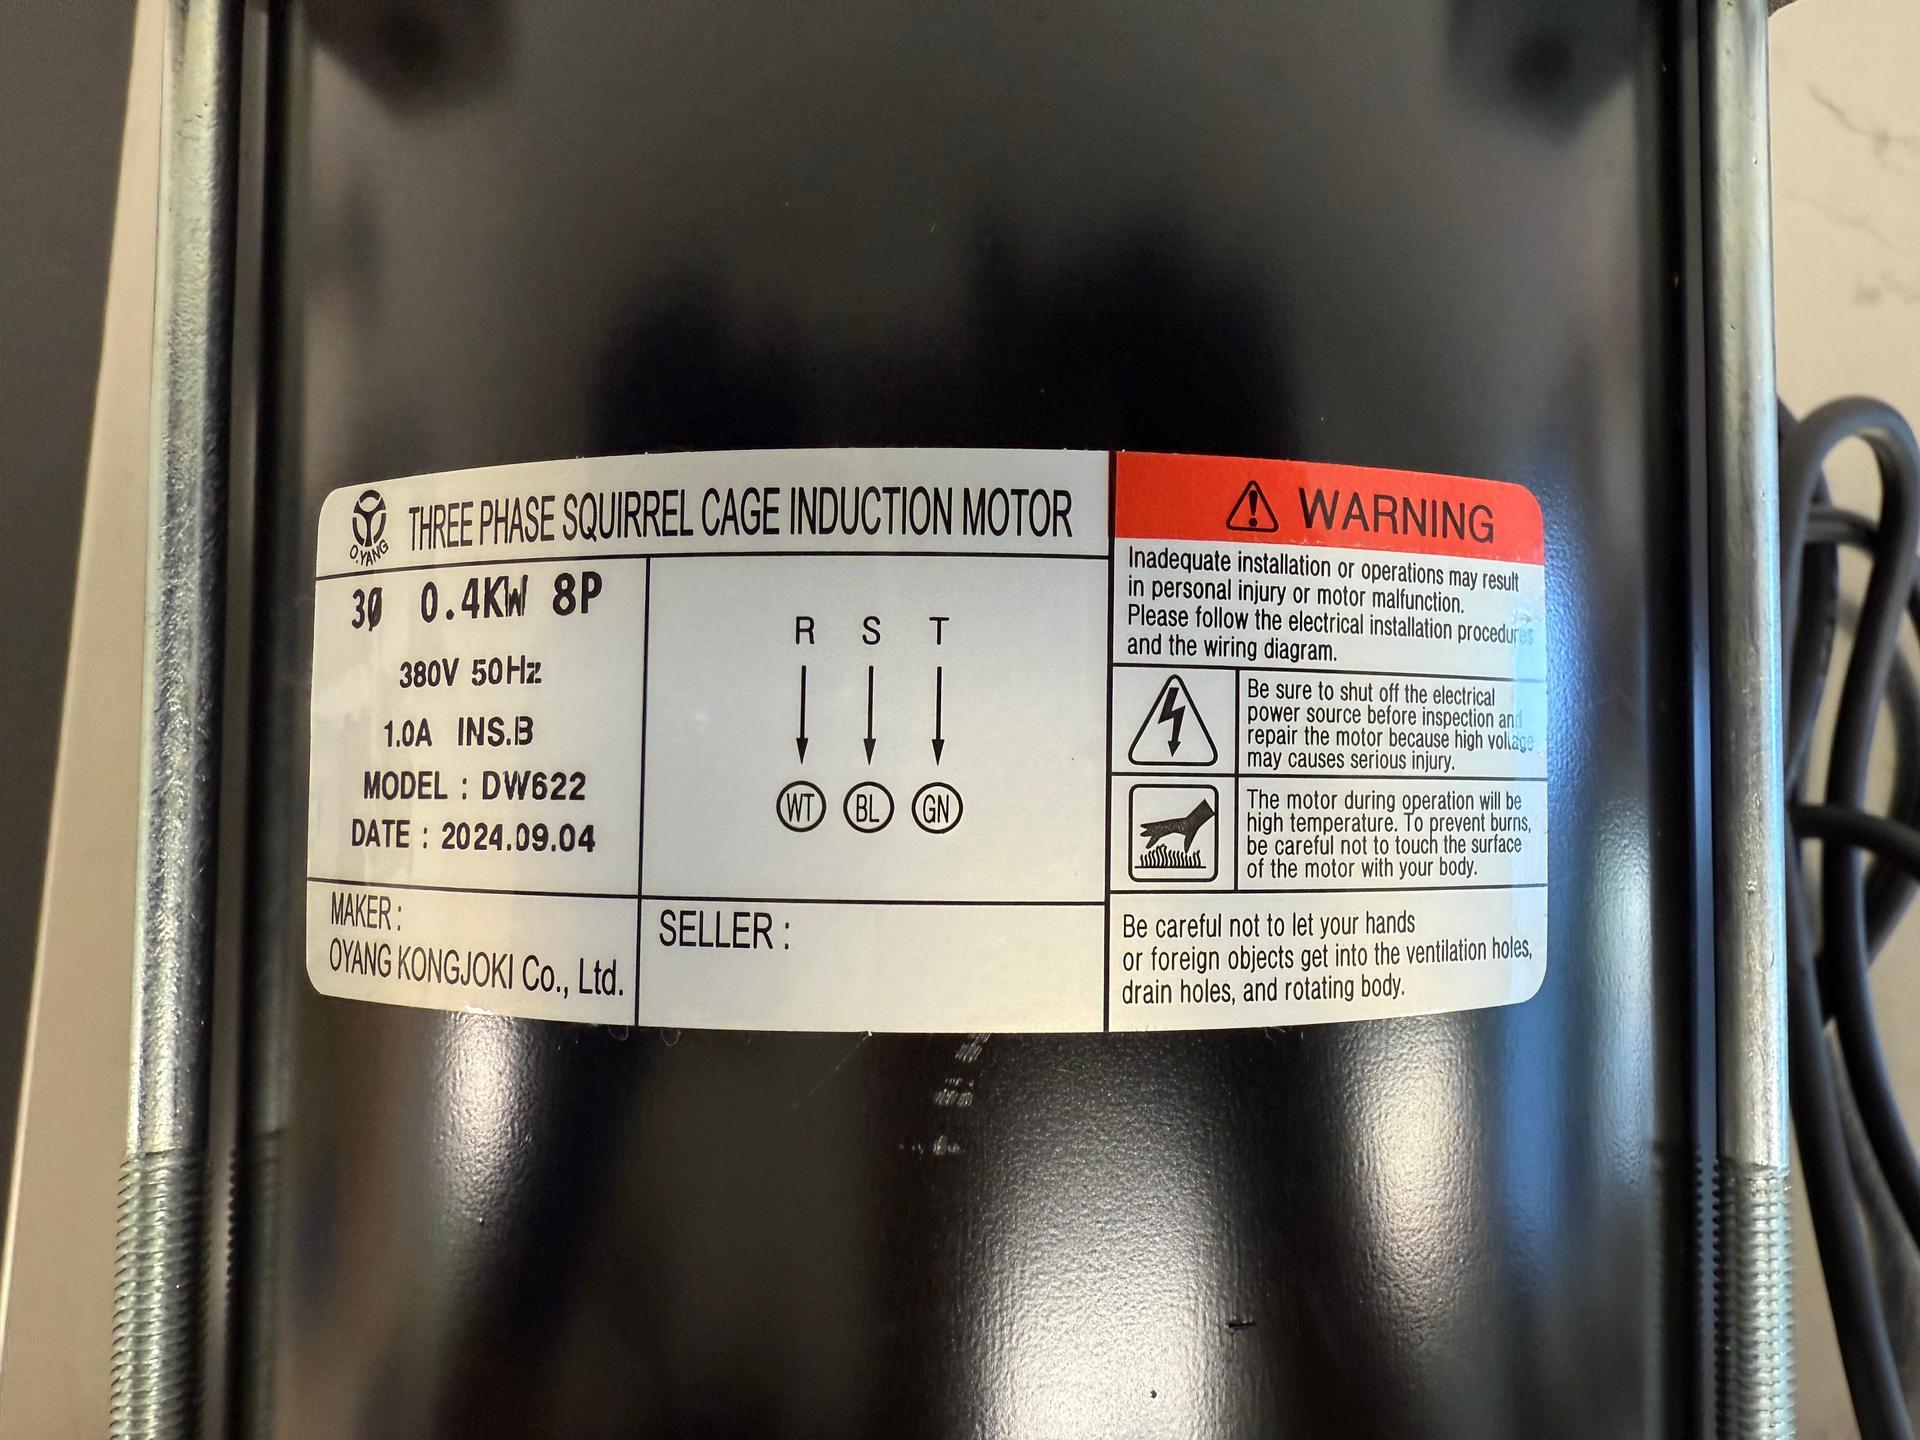 O.YANG
THREE PHASE SQUIRREL CAGE INDUCTION MOTOR
3Ø 0.4KW 8P
380V 50Hz
1.0A INS.B
MODEL : DW622
DATE : 2024.09.04
MAKER :
OYANG KONGJOKI Co., Ltd.
R S T
WT BL GN
SELLER :
WARNING
Inadequate installation or operations may result
in personal injury or motor malfunction.
Please follow the electrical installation procedures
and the wiring diagram.
Be sure to shut off the electrical
power source before inspection and
repair the motor because high voltage
may causes serious injury.
The motor during operation will be
high temperature. To prevent burns,
be careful not to touch the surface
of the motor with your body.
Be careful not to let your hands
or foreign objects get into the ventilation holes,
drain holes, and rotating body.